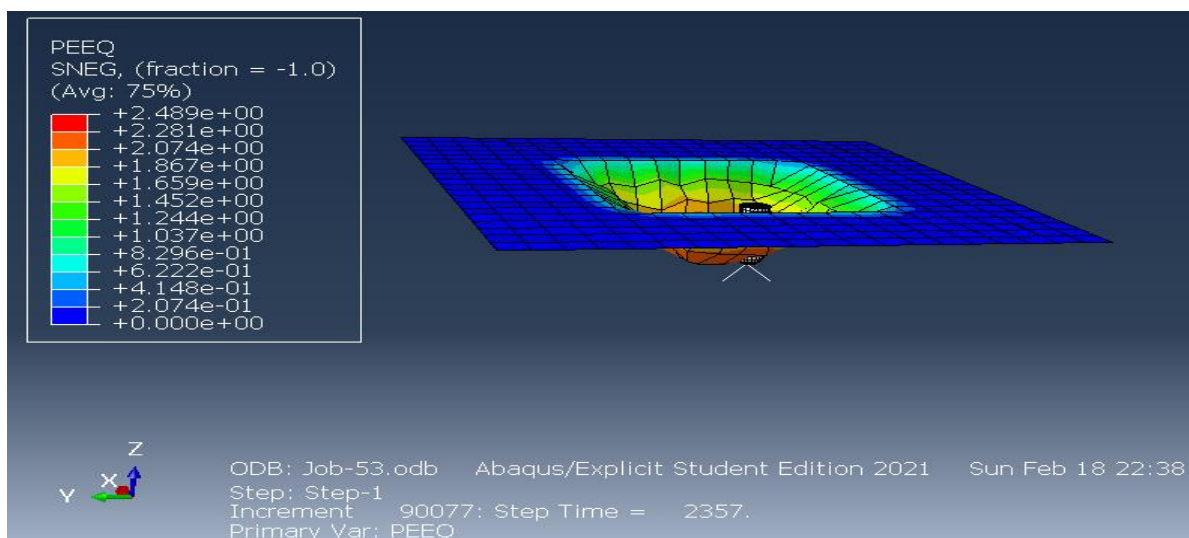 PEEQ
SNEG, (fraction = -1.0)
(Avg: 75%)
+2.489e+00
+2.281e+00
+2.074e+00
+1.867e+00
+1.659e+00
+1.452e+00
+1.244e+00
+1.037e+00
+8.296e-01
+6.222e-01
+4.148e-01
+2.074e-01
+0.000e+00
Z
X
Y
ODB: Job-53.odb Abaqus/Explicit Student Edition 2021 Sun Feb 18 22:38
Step: Step-1
Increment 90077: Step Time = 2357.
Primary Var: PEEQ